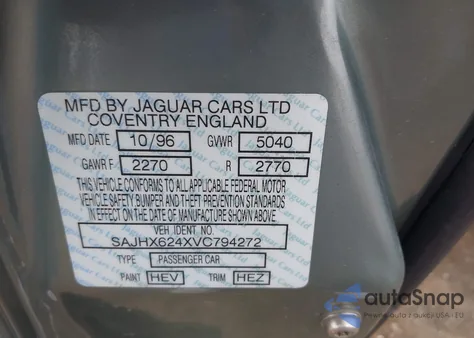 MFD BY JAGUAR CARS LTD
COVENTRY ENGLAND
MFD DATE 10/96 GVWR 5040
GAWR F 2270 R 2770
THIS VEHICLE CONFORMS TO ALL APPLICABLE FEDERAL MOTOR
VEHICLE SAFETY BUMPER AND THEFT PREVENTION STANDARDS
IN EFFECT ON THE DATE OF MANUFACTURE SHOWN ABOVE
VEH IDENT NO.
SAJHX624XVC794272
TYPE PASSENGER CAR
PAINT HEV TRIM HEZ
autoSnap